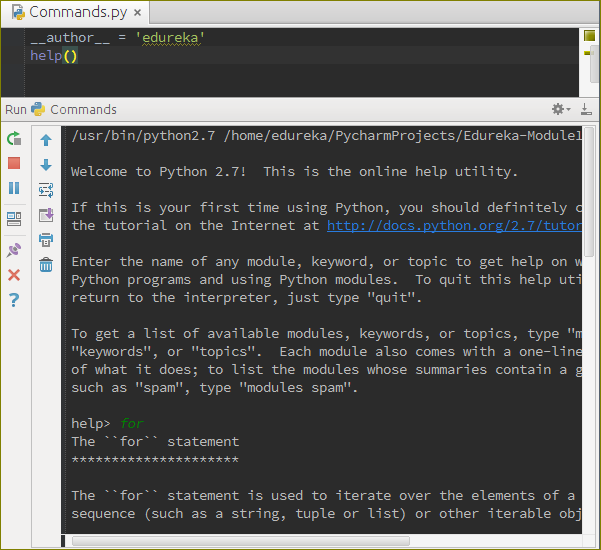 Commands.py
__author__ = 'edureka'
help()
Run Commands
/usr/bin/python2.7 /home/edureka/PycharmProjects/Edureka-Module
Welcome to Python 2.7!  This is the online help utility.
If this is your first time using Python, you should definitely c
the tutorial on the Internet at http://docs.python.org/2.7/tutor
Enter the name of any module, keyword, or topic to get help on w
Python programs and using Python modules.  To quit this help uti
return to the interpreter, just type "quit".
To get a list of available modules, keywords, or topics, type "m
"keywords", or "topics".  Each module also comes with a one-line
of what it does; to list the modules whose summaries contain a g
such as "spam", type "modules spam".
help> for
The ``for`` statement
*********************
The ``for`` statement is used to iterate over the elements of a
sequence (such as a string, tuple or list) or other iterable obj